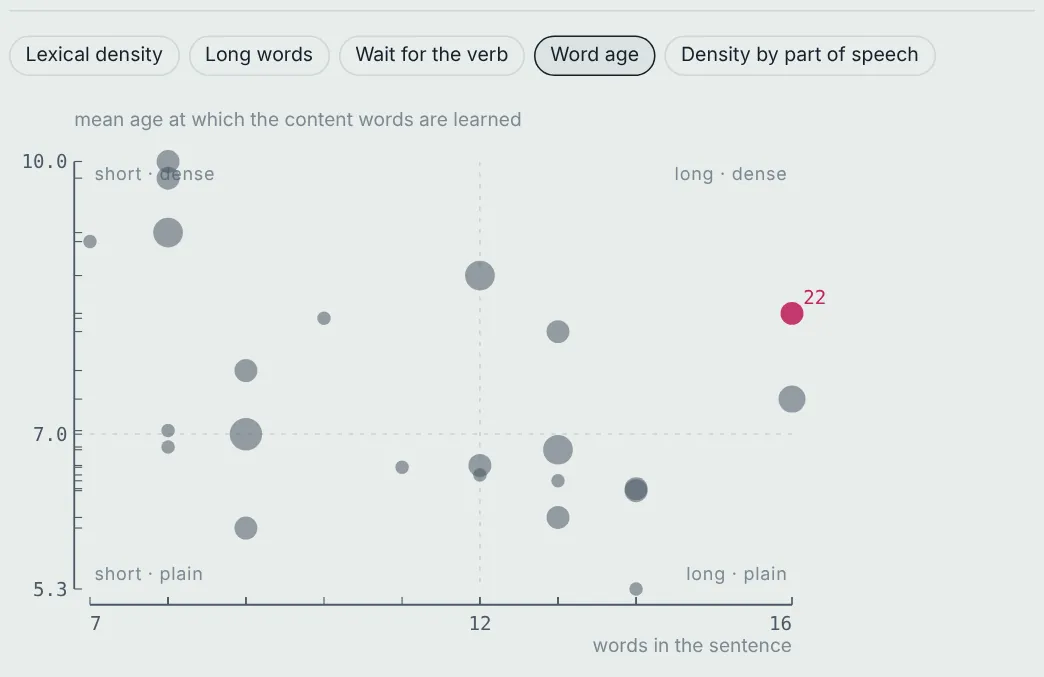 Lexical density Long words Wait for the verb Word age Density by part of speech
mean age at which the content words are learned
10.0
short · dense long · dense
22
7.0
short · plain long · plain
5.3
7 12 16
words in the sentence